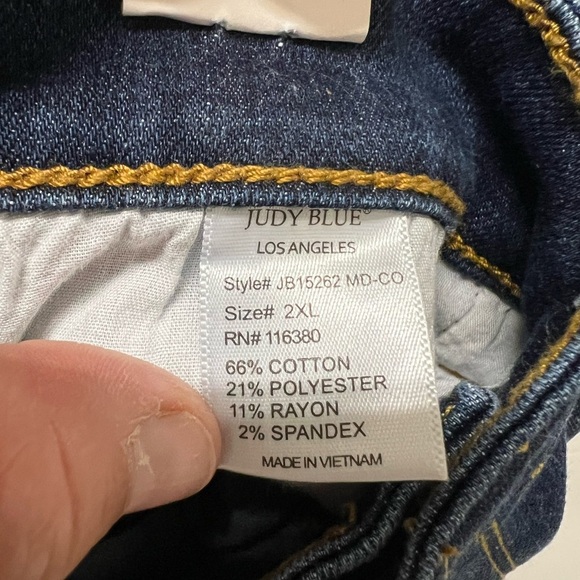 JUDY BLUE®
LOS ANGELES
Style# JB15262 MD-CO
Size# 2XL
RN# 116380
66% COTTON
21% POLYESTER
11% RAYON
2% SPANDEX
MADE IN VIETNAM